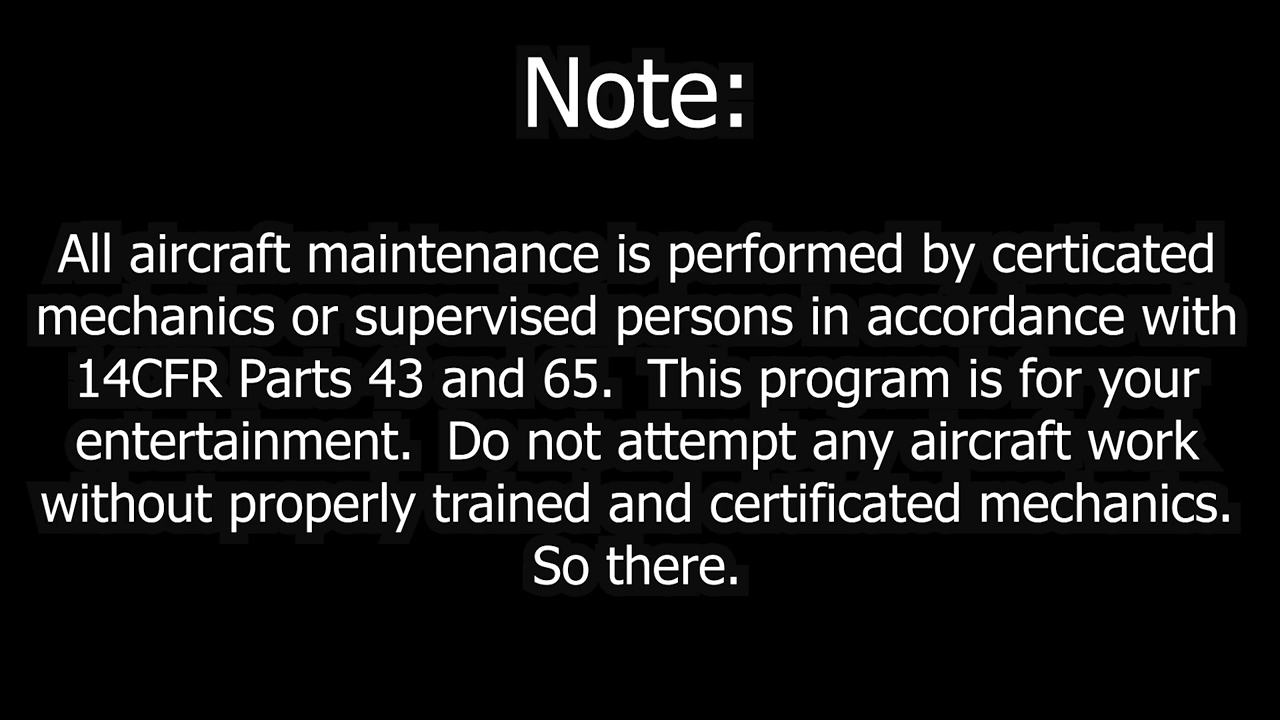 Note:
All aircraft maintenance is performed by certicated
mechanics or supervised persons in accordance with
14CFR Parts 43 and 65.  This program is for your
entertainment.  Do not attempt any aircraft work
without properly trained and certificated mechanics.
So there.